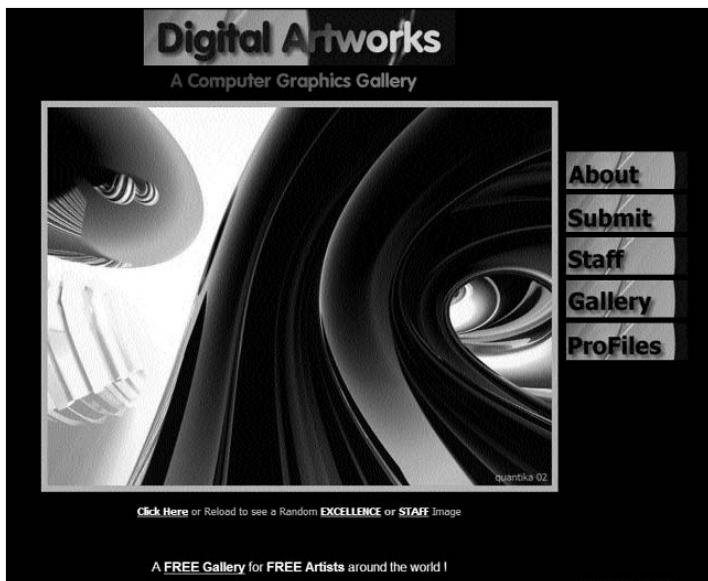 Digital Artworks
A Computer Graphics Gallery
About
Submit
Staff
Gallery
ProFiles
quantika 02
Click Here or Reload to see a Random EXCELLENCE or STAFF Image
A FREE Gallery for FREE Artists around the world !